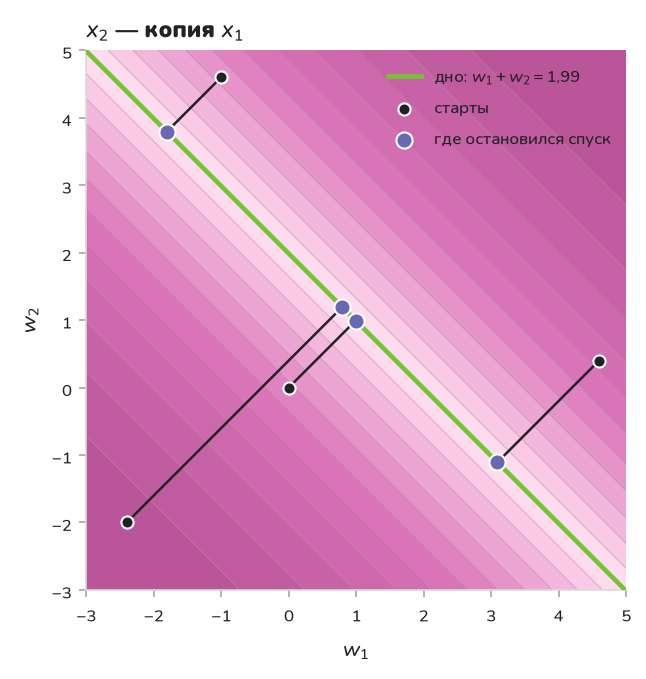 x₂ — копия x₁
дно: w₁ + w₂ = 1,99
старты
где остановился спуск
5
4
3
2
1
0
−1
−2
−3
w₂
−3 −2 −1 0 1 2 3 4 5
w₁